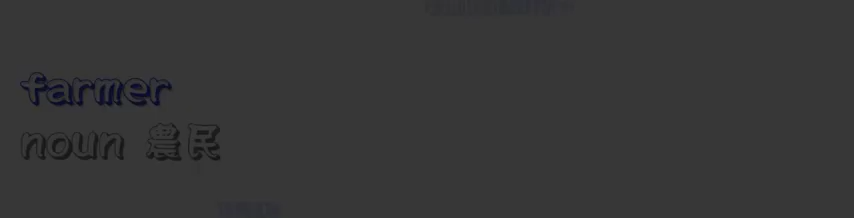 farmer
noun 農民